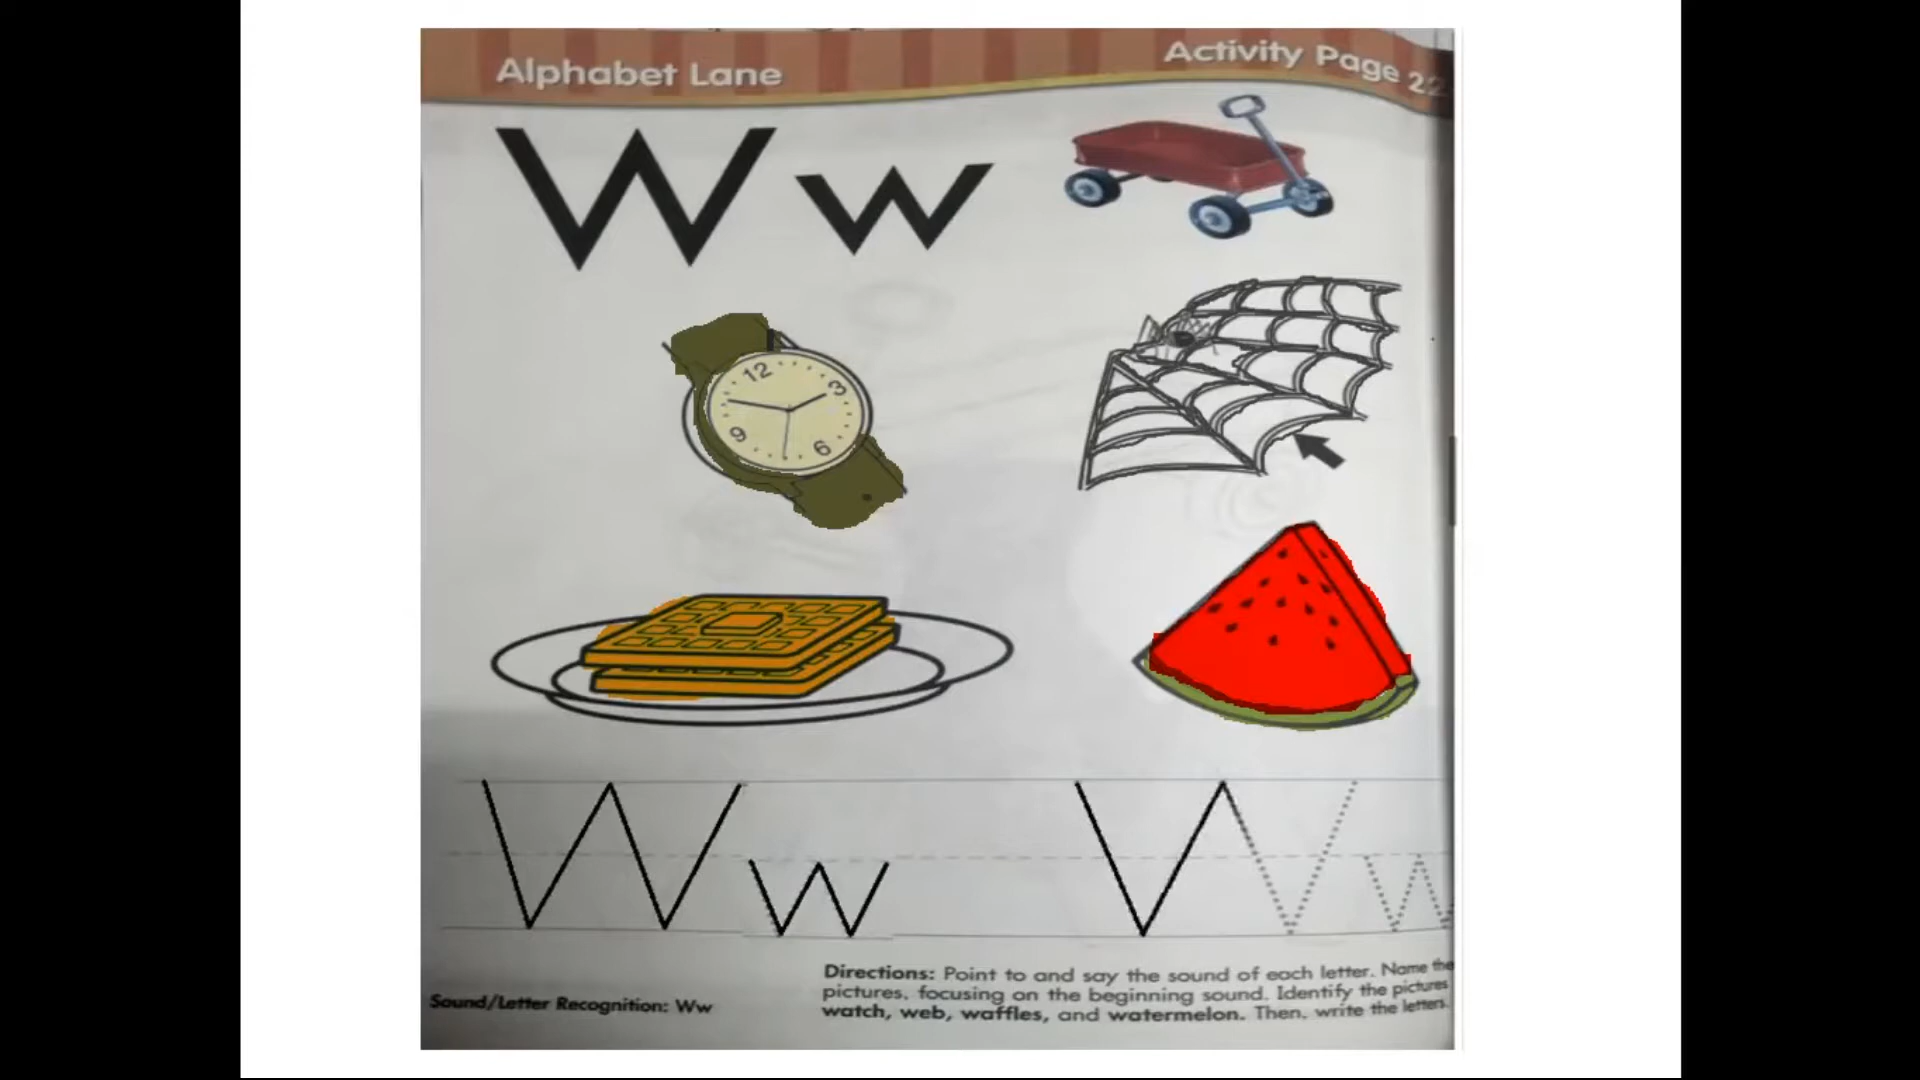 Alphabet Lane
Activity Page 22
W w
12
3
9
6
W w W w
Sound/Letter Recognition: Ww
Directions: Point to and say the sound of each letter. Name the
pictures, focusing on the beginning sound. Identify the pictures
watch, web, waffles, and watermelon. Then, write the letters.